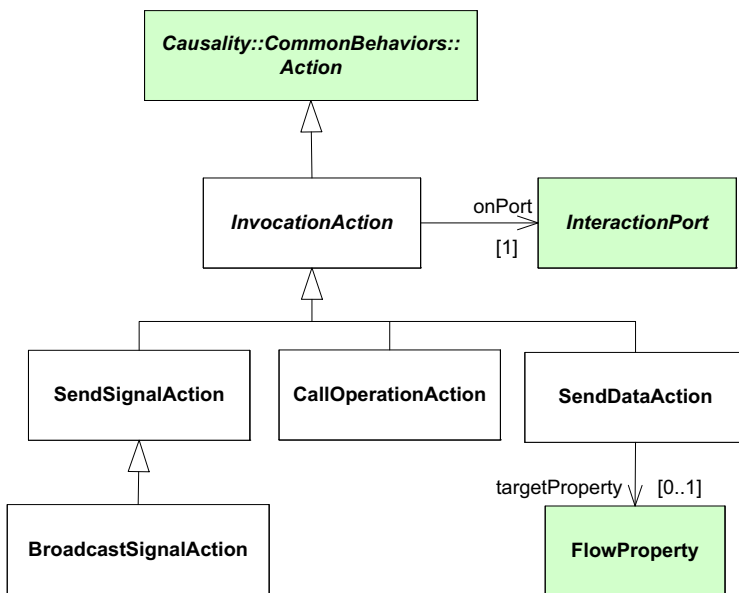 Causality::CommonBehaviors::
Action
InvocationAction
onPort
[1]
InteractionPort
SendSignalAction
CallOperationAction
SendDataAction
targetProperty
[0..1]
BroadcastSignalAction
FlowProperty